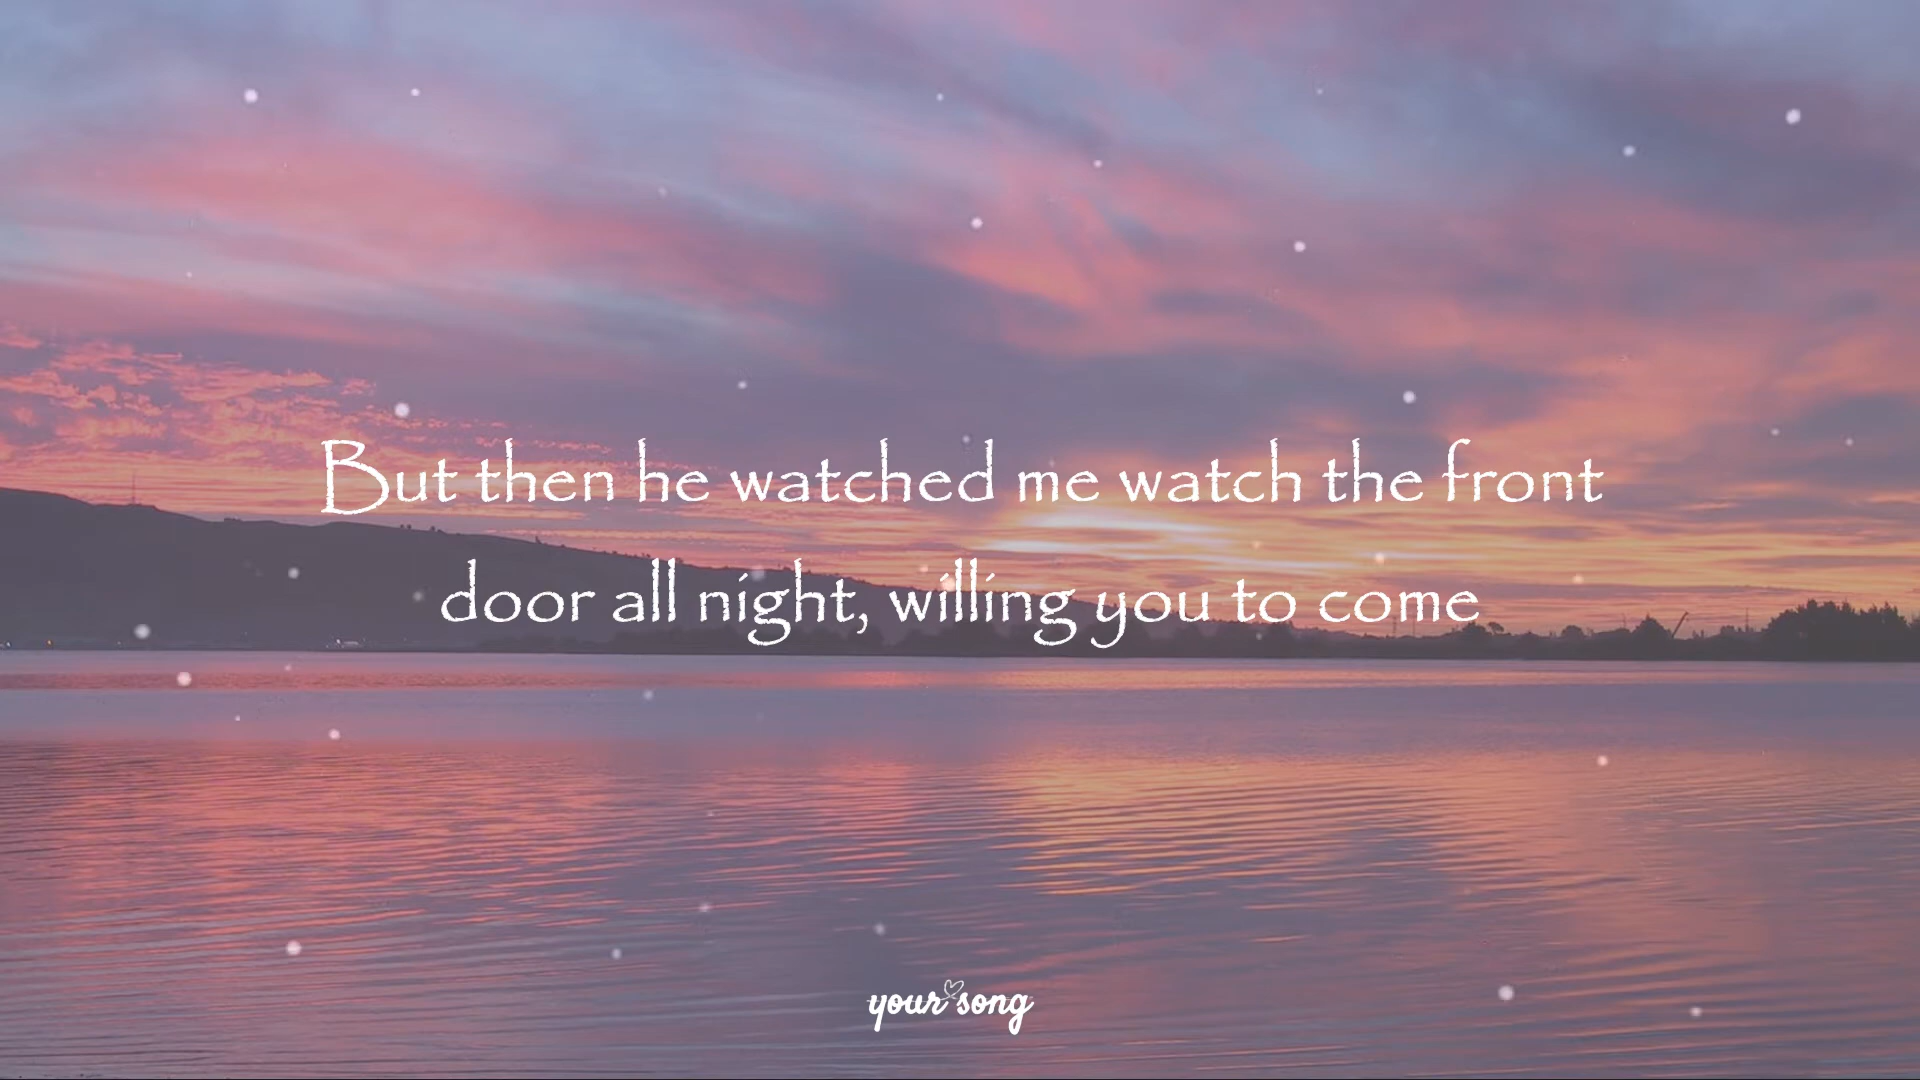 But then he watched me watch the front
door all night, willing you to come
your song